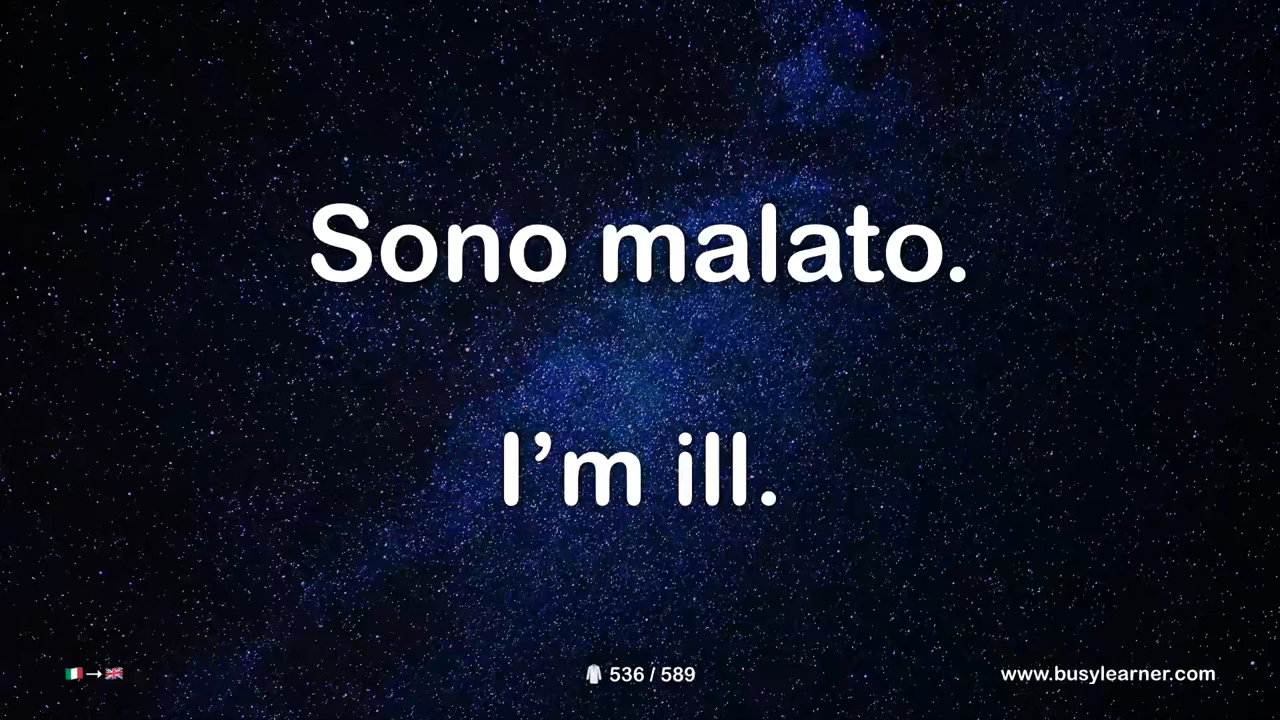 Sono malato.
I’m ill.
🇮🇹→🇬🇧 🥼 536 / 589 www.busylearner.com